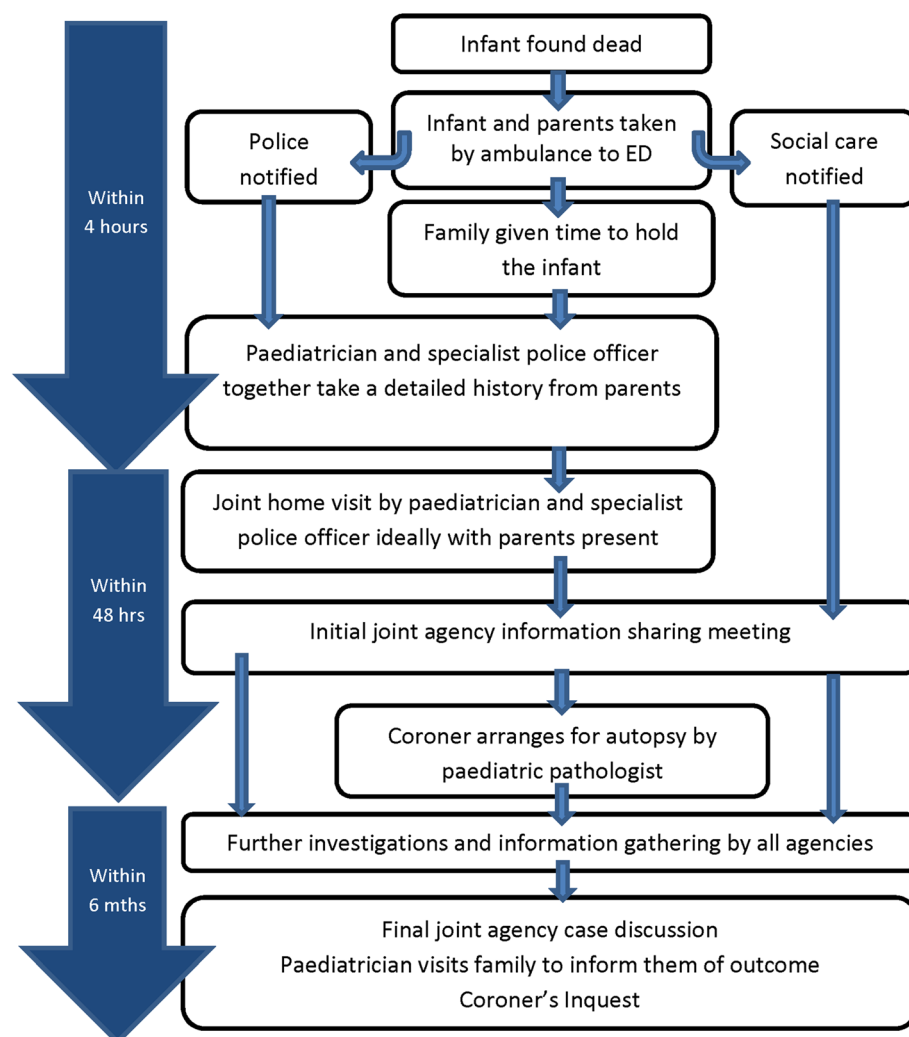 Infant found dead
Infant and parents taken
by ambulance to ED
Police
notified
Social care
notified
Within
4 hours
Family given time to hold
the infant
Paediatrician and specialist police officer
together take a detailed history from parents
Joint home visit by paediatrician and specialist
police officer ideally with parents present
Within
48 hrs
Initial joint agency information sharing meeting
Coroner arranges for autopsy by
paediatric pathologist
Further investigations and information gathering by all agencies
Within
6 mths
Final joint agency case discussion
Paediatrician visits family to inform them of outcome
Coroner's Inquest